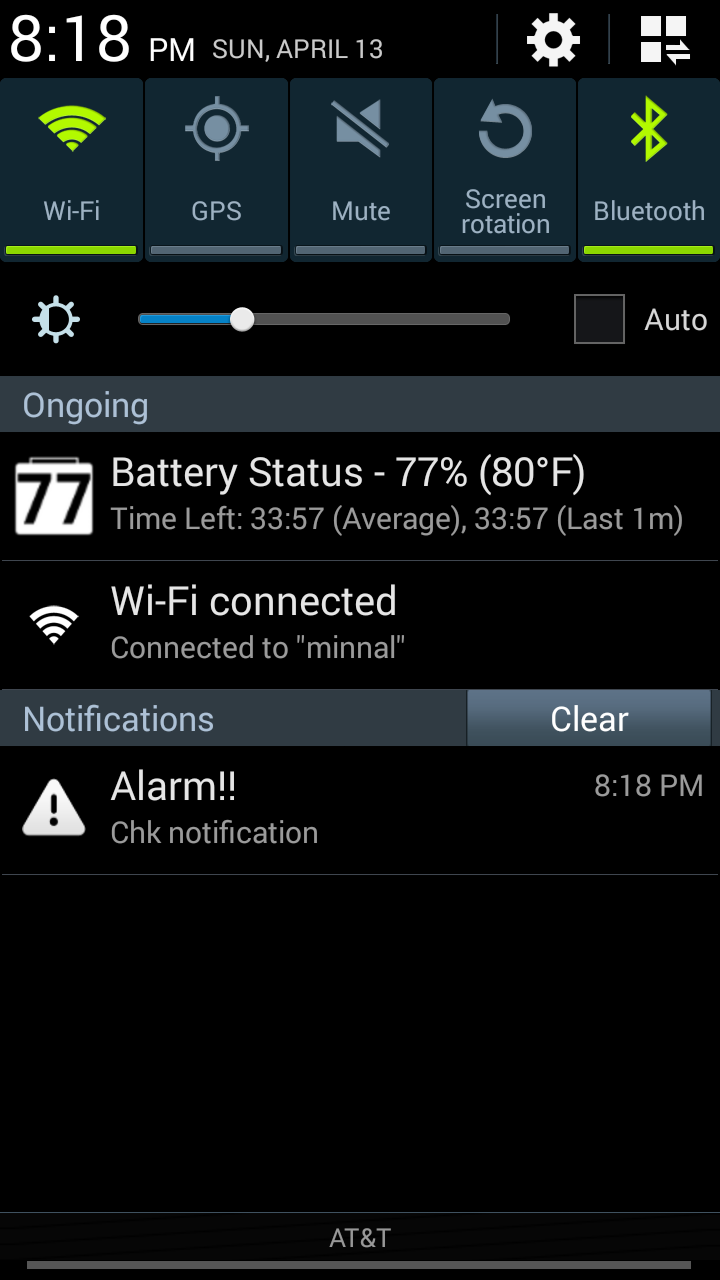 8:18 PM SUN, APRIL 13
Wi-Fi GPS Mute Screen rotation Bluetooth
Auto
Ongoing
77 Battery Status - 77% (80°F)
Time Left: 33:57 (Average), 33:57 (Last 1m)
Wi-Fi connected
Connected to "minnal"
Notifications Clear
Alarm!! 8:18 PM
Chk notification
AT&T